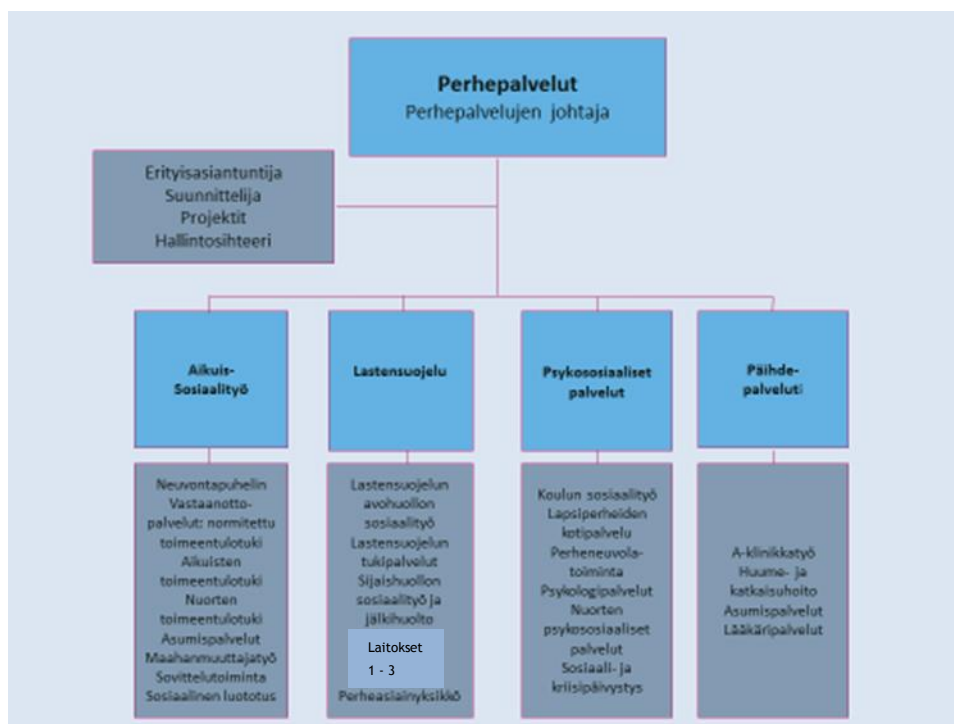 Perhepalvelut
Perhepalvelujen johtaja
Erityisasiantuntija
Suunnittelija
Projektit
Hallintosihteeri
Aikuis-
Sosiaalityö
Lastensuojelu
Psykososiaaliset
palvelut
Päihde-
palveluti
Neuvontapuhelin
Vastaanotto-
palvelut: normitettu
toimeentulotuki
Aikuisten
toimeentulotuki
Nuorten
toimeentulotuki
Asumispalvelut
Maahanmuuttajatyö
Sovittelutoiminta
Sosiaalinen luototus
Lastensuojelun
avohuollon
sosiaalityö
Lastensuojelun
tukipalvelut
Sijaishuollon
sosiaalityö ja
jälkihuolto
Laitokset
1 - 3
Perheasiainyksikkö
Koulun sosiaalityö
Lapsiperheiden
kotipalvelu
Perheneuvola-
toiminta
Psykologipalvelut
Nuorten
psykososiaaliset
palvelut
Sosiaali- ja
kriisipäivystys
A-klinikkatyö
Huume- ja
katkaisuhoito
Asumispalvelut
Lääkäripalvelut